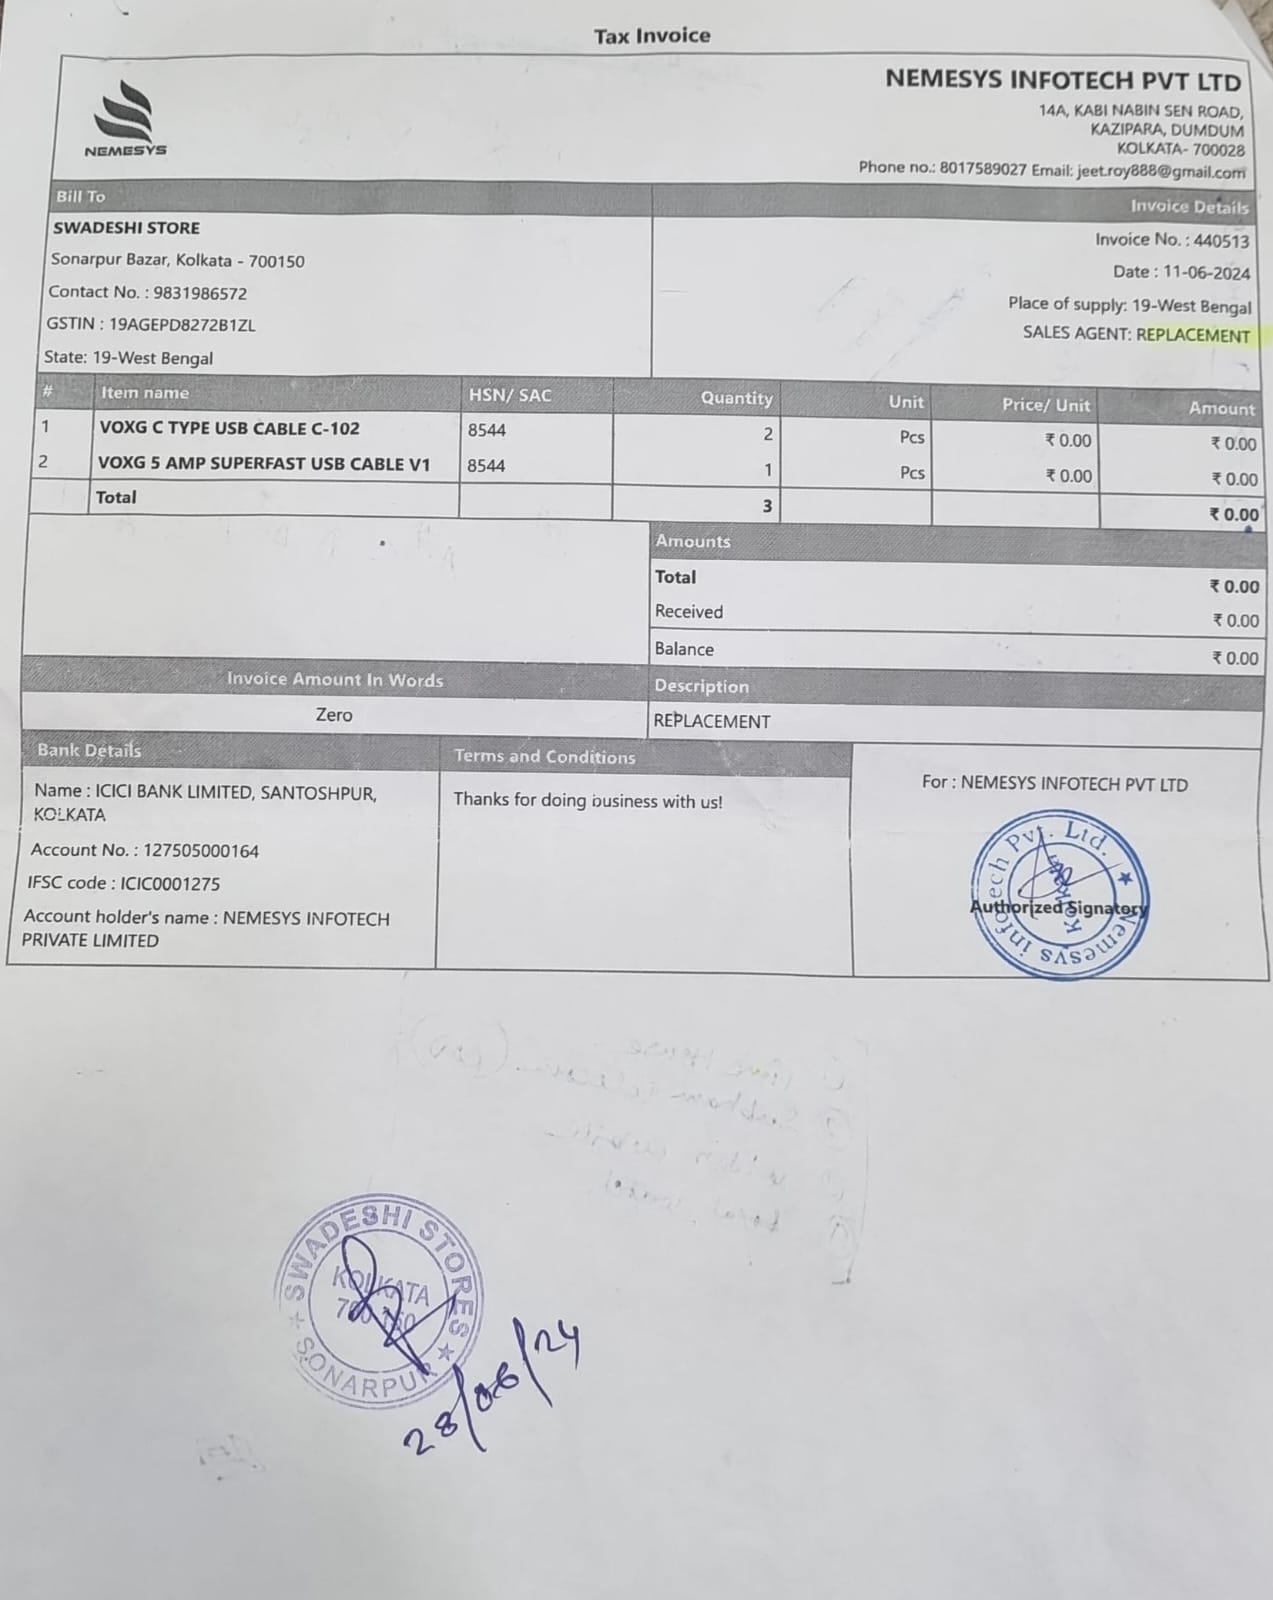 Tax Invoice
NEMESYS
NEMESYS INFOTECH PVT LTD
14A, KABI NABIN SEN ROAD,
KAZIPARA, DUMDUM
KOLKATA- 700028
Phone no.: 8017589027 Email: jeet.roy888@gmail.com
Bill To
SWADESHI STORE
Sonarpur Bazar, Kolkata - 700150
Contact No. : 9831986572
GSTIN : 19AGEPD8272B1ZL
State: 19-West Bengal
Invoice Details
Invoice No. : 440513
Date : 11-06-2024
Place of supply: 19-West Bengal
SALES AGENT: REPLACEMENT
# Item name HSN/ SAC Quantity Unit Price/ Unit Amount
1 VOXG C TYPE USB CABLE C-102 8544 2 Pcs ₹ 0.00 ₹ 0.00
2 VOXG 5 AMP SUPERFAST USB CABLE V1 8544 1 Pcs ₹ 0.00 ₹ 0.00
Total 3 ₹ 0.00
Amounts
Total ₹ 0.00
Received ₹ 0.00
Balance ₹ 0.00
Invoice Amount In Words
Zero
Description
REPLACEMENT
Bank Details
Name : ICICI BANK LIMITED, SANTOSHPUR,
KOLKATA
Account No. : 127505000164
IFSC code : ICIC0001275
Account holder's name : NEMESYS INFOTECH
PRIVATE LIMITED
Terms and Conditions
Thanks for doing business with us!
For : NEMESYS INFOTECH PVT LTD
Nemesys infotech Pvt. Ltd.
Kolkata
Authorized Signatory
SWADESHI STORES
KOLKATA
700 150
SONARPUR
28/06/24